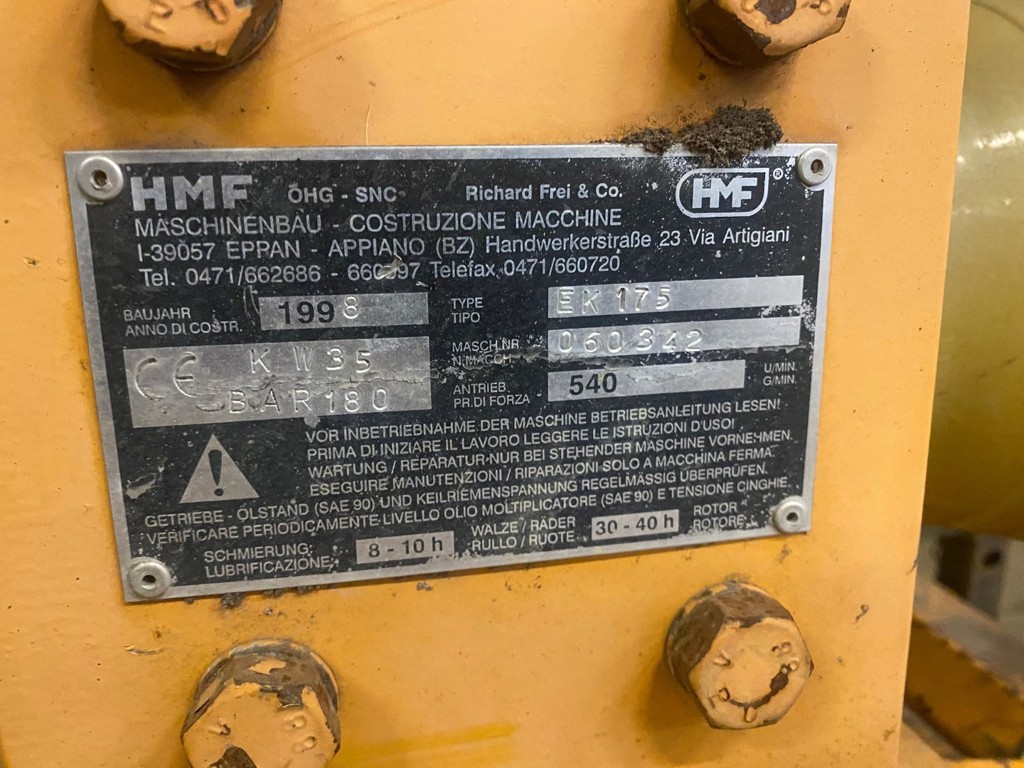 HMF ÖHG - SNC Richard Frei & Co. HMF ®
MASCHINENBAU - COSTRUZIONE MACCHINE
I-39057 EPPAN - APPIANO (BZ) Handwerkerstraße 23 Via Artigiani
Tel. 0471/662686 - Telefax 0471/660720
BAUJAHR
ANNO DI COSTR. 1998
TYPE
TIPO EK 175
MASCH.NR.
N.MACCH. 060342
CE KW35
BAR180
ANTRIEB
PR.DI FORZA 540 U/MIN.
G/MIN.
VOR INBETRIEBNAHME DER MASCHINE BETRIEBSANLEITUNG LESEN!
PRIMA DI INIZIARE IL LAVORO LEGGERE LE ISTRUZIONI D'USO!
WARTUNG / REPARATUR NUR BEI STEHENDER MASCHINE VORNEHMEN.
ESEGUIRE MANUTENZIONI / RIPARAZIONI SOLO A MACCHINA FERMA.
GETRIEBE - ÖLSTAND (SAE 90) UND KEILRIEMENSPANNUNG REGELMÄSSIG ÜBERPRÜFEN.
VERIFICARE PERIODICAMENTE LIVELLO OLIO MOLTIPLICATORE (SAE 90) E TENSIONE CINGHIE.
SCHMIERUNG:
LUBRIFICAZIONE: 8 - 10 h
WALZE / RÄDER
RULLO / RUOTE 30 - 40 h
ROTOR
ROTORE